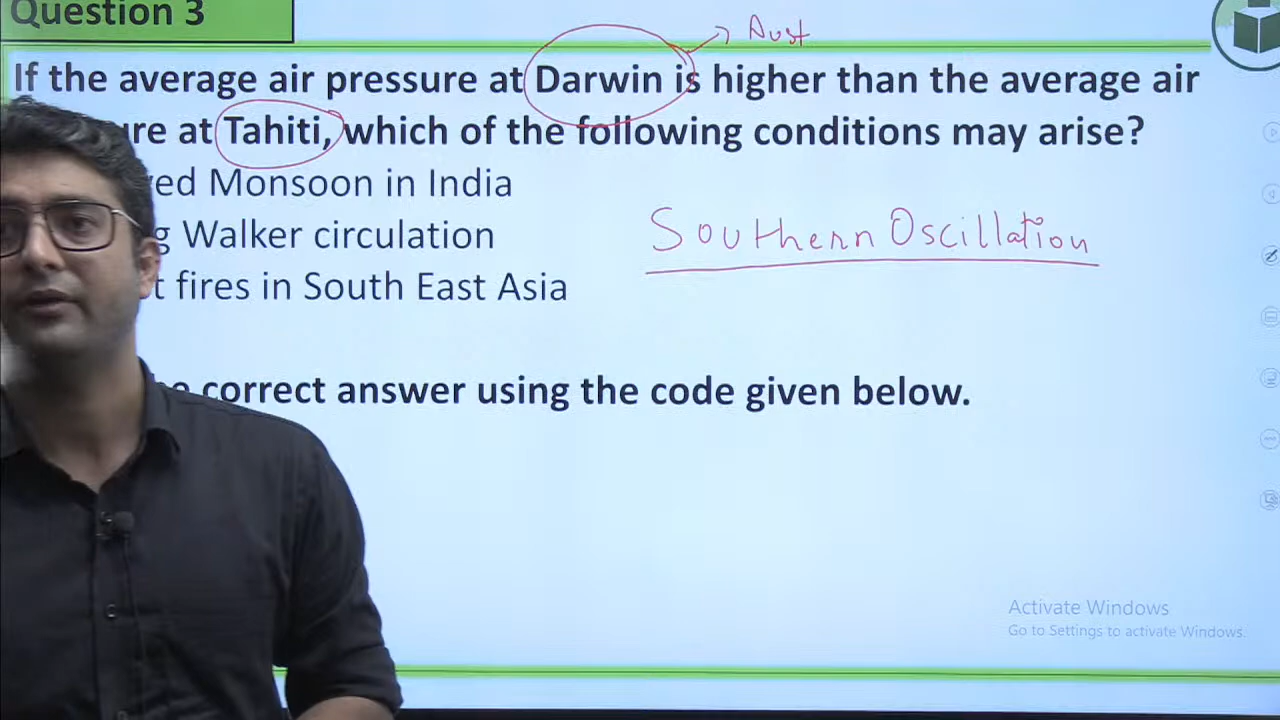 Question 3
Aust
If the average air pressure at Darwin is higher than the average air
at Tahiti, which of the following conditions may arise?
Monsoon in India
Walker circulation
fires in South East Asia
Southern Oscillation
correct answer using the code given below.
Activate Windows
Go to Settings to activate Windows.